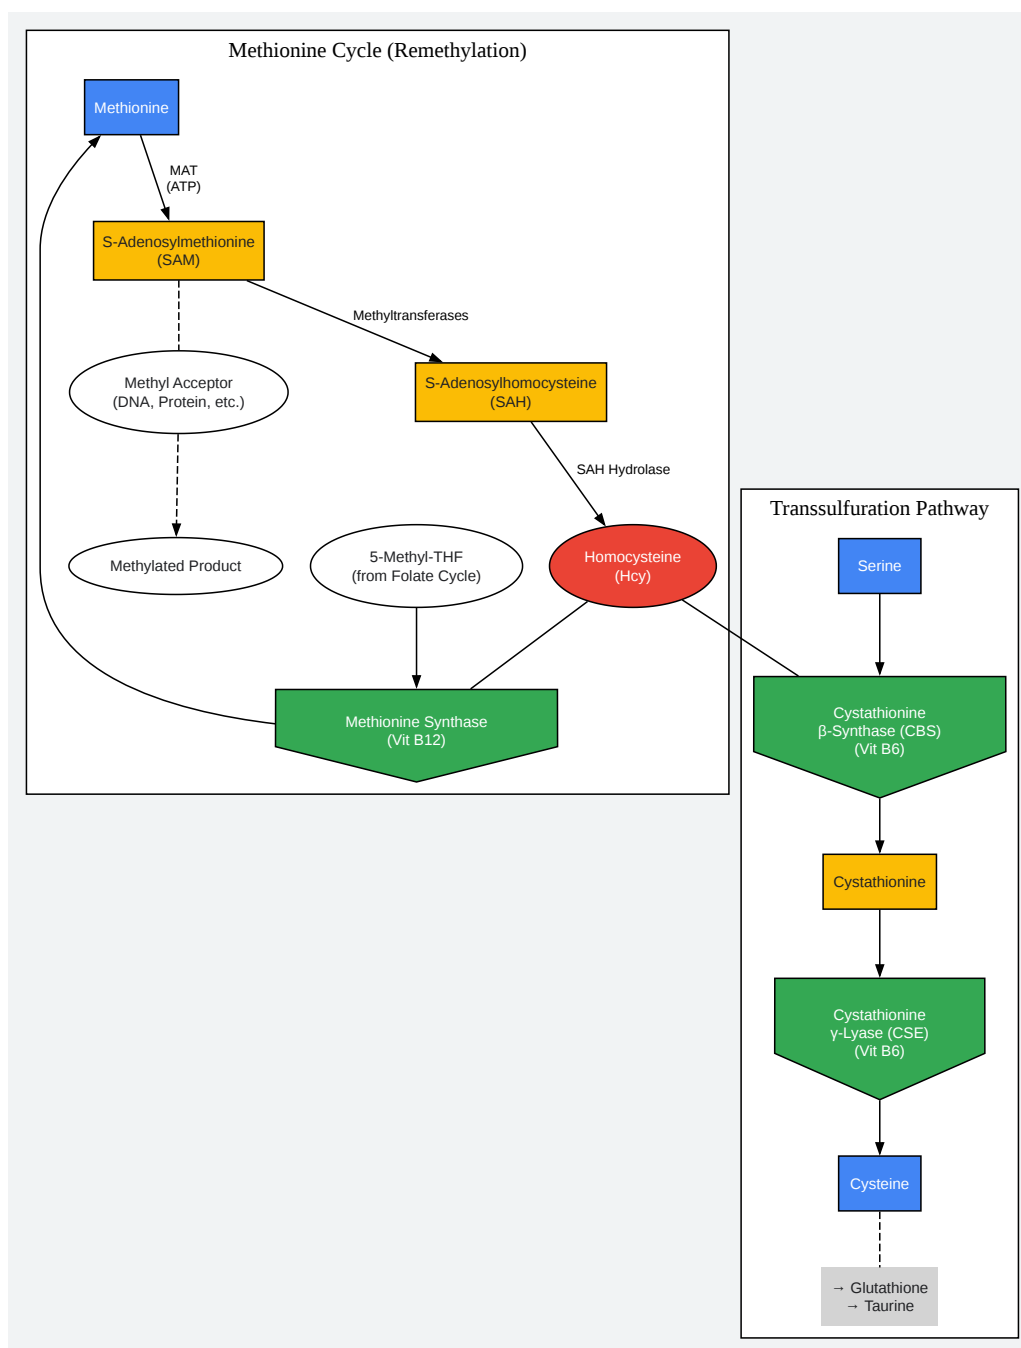 Methionine Cycle (Remethylation)
Methionine
MAT
(ATP)
S-Adenosylmethionine
(SAM)
Methyltransferases
Methyl Acceptor
(DNA, Protein, etc.)
S-Adenosylhomocysteine
(SAH)
SAH Hydrolase
Methylated Product
5-Methyl-THF
(from Folate Cycle)
Homocysteine
(Hcy)
Methionine Synthase
(Vit B12)
Transsulfuration Pathway
Serine
Cystathionine
β-Synthase (CBS)
(Vit B6)
Cystathionine
Cystathionine
γ-Lyase (CSE)
(Vit B6)
Cysteine
→ Glutathione
→ Taurine